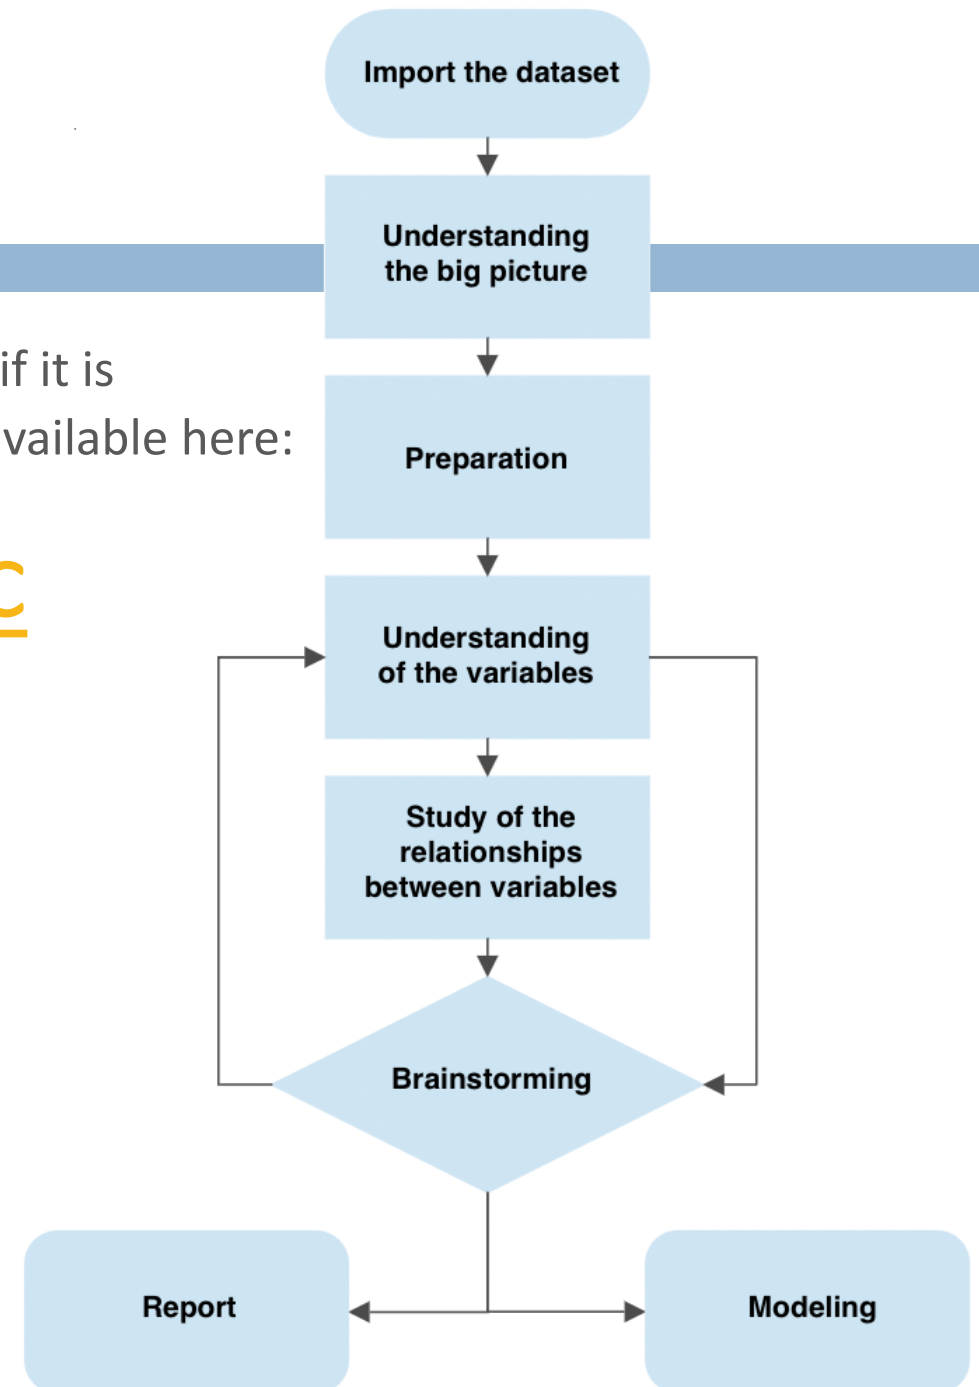 Import the dataset
Understanding
the big picture
if it is
vailable here:
Preparation
C
Understanding
of the variables
Study of the
relationships
between variables
Brainstorming
Report
Modeling